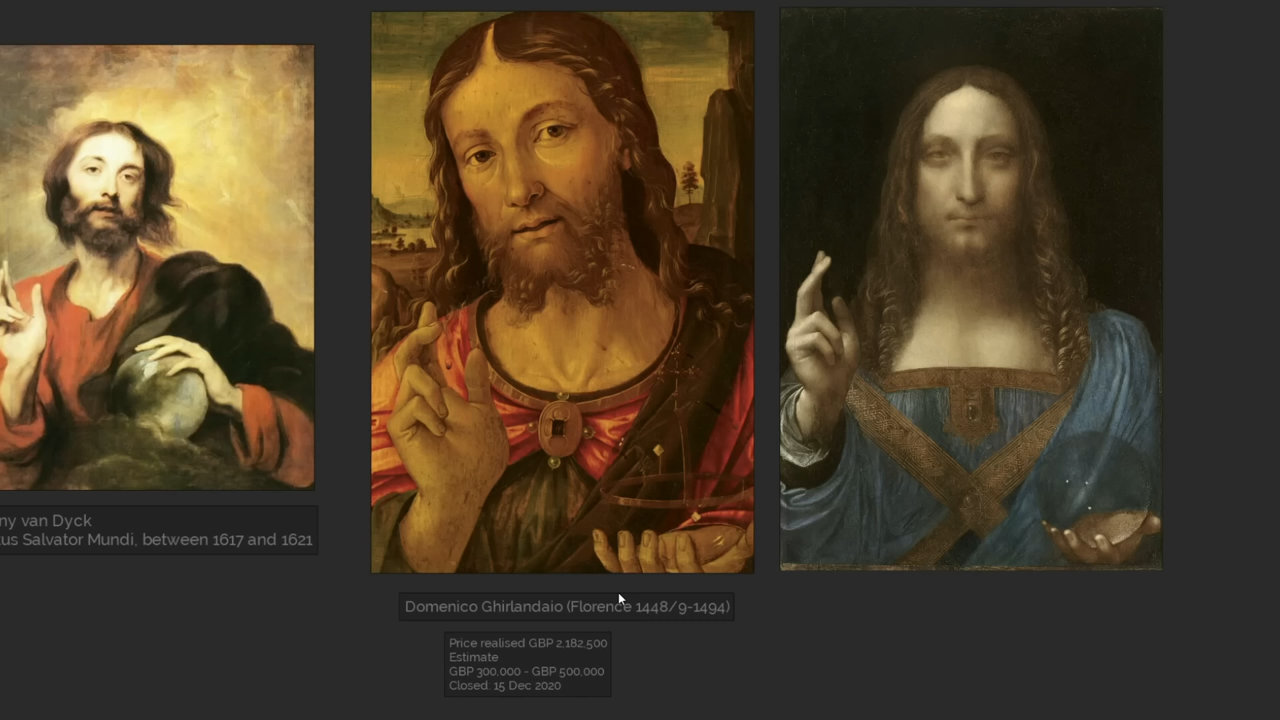 ny van Dyck
us Salvator Mundi, between 1617 and 1621
Domenico Ghirlandaio (Florence 1448/9-1494)
Price realised GBP 2,182,500
Estimate
GBP 300,000 - GBP 500,000
Closed: 15 Dec 2020